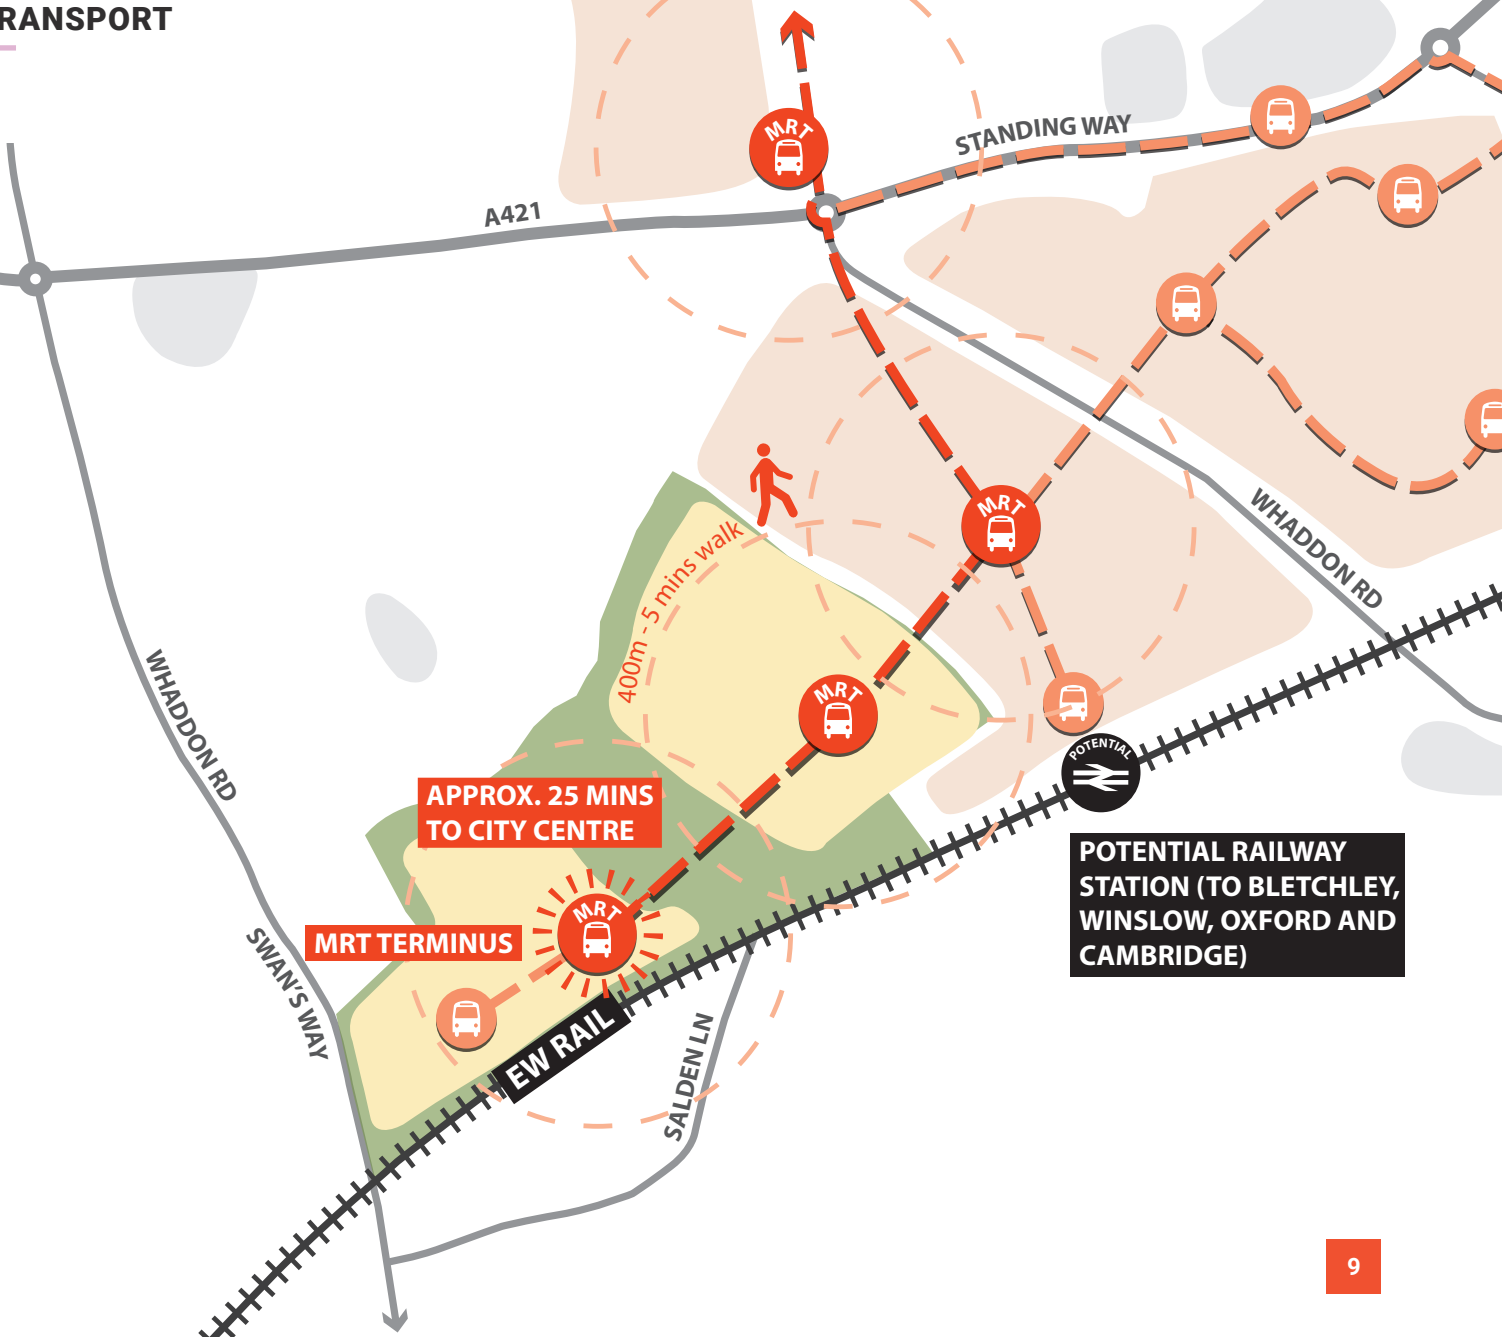 RANSPORT
MRT
STANDING WAY
A421
MRT
WHADDON RD
400m - 5 mins walk
WHADDON RD
MRT
POTENTIAL
APPROX. 25 MINS
TO CITY CENTRE
POTENTIAL RAILWAY
STATION (TO BLETCHLEY,
WINSLOW, OXFORD AND
CAMBRIDGE)
MRT
MRT TERMINUS
SWAN'S WAY
EW RAIL
SALDEN LN
9